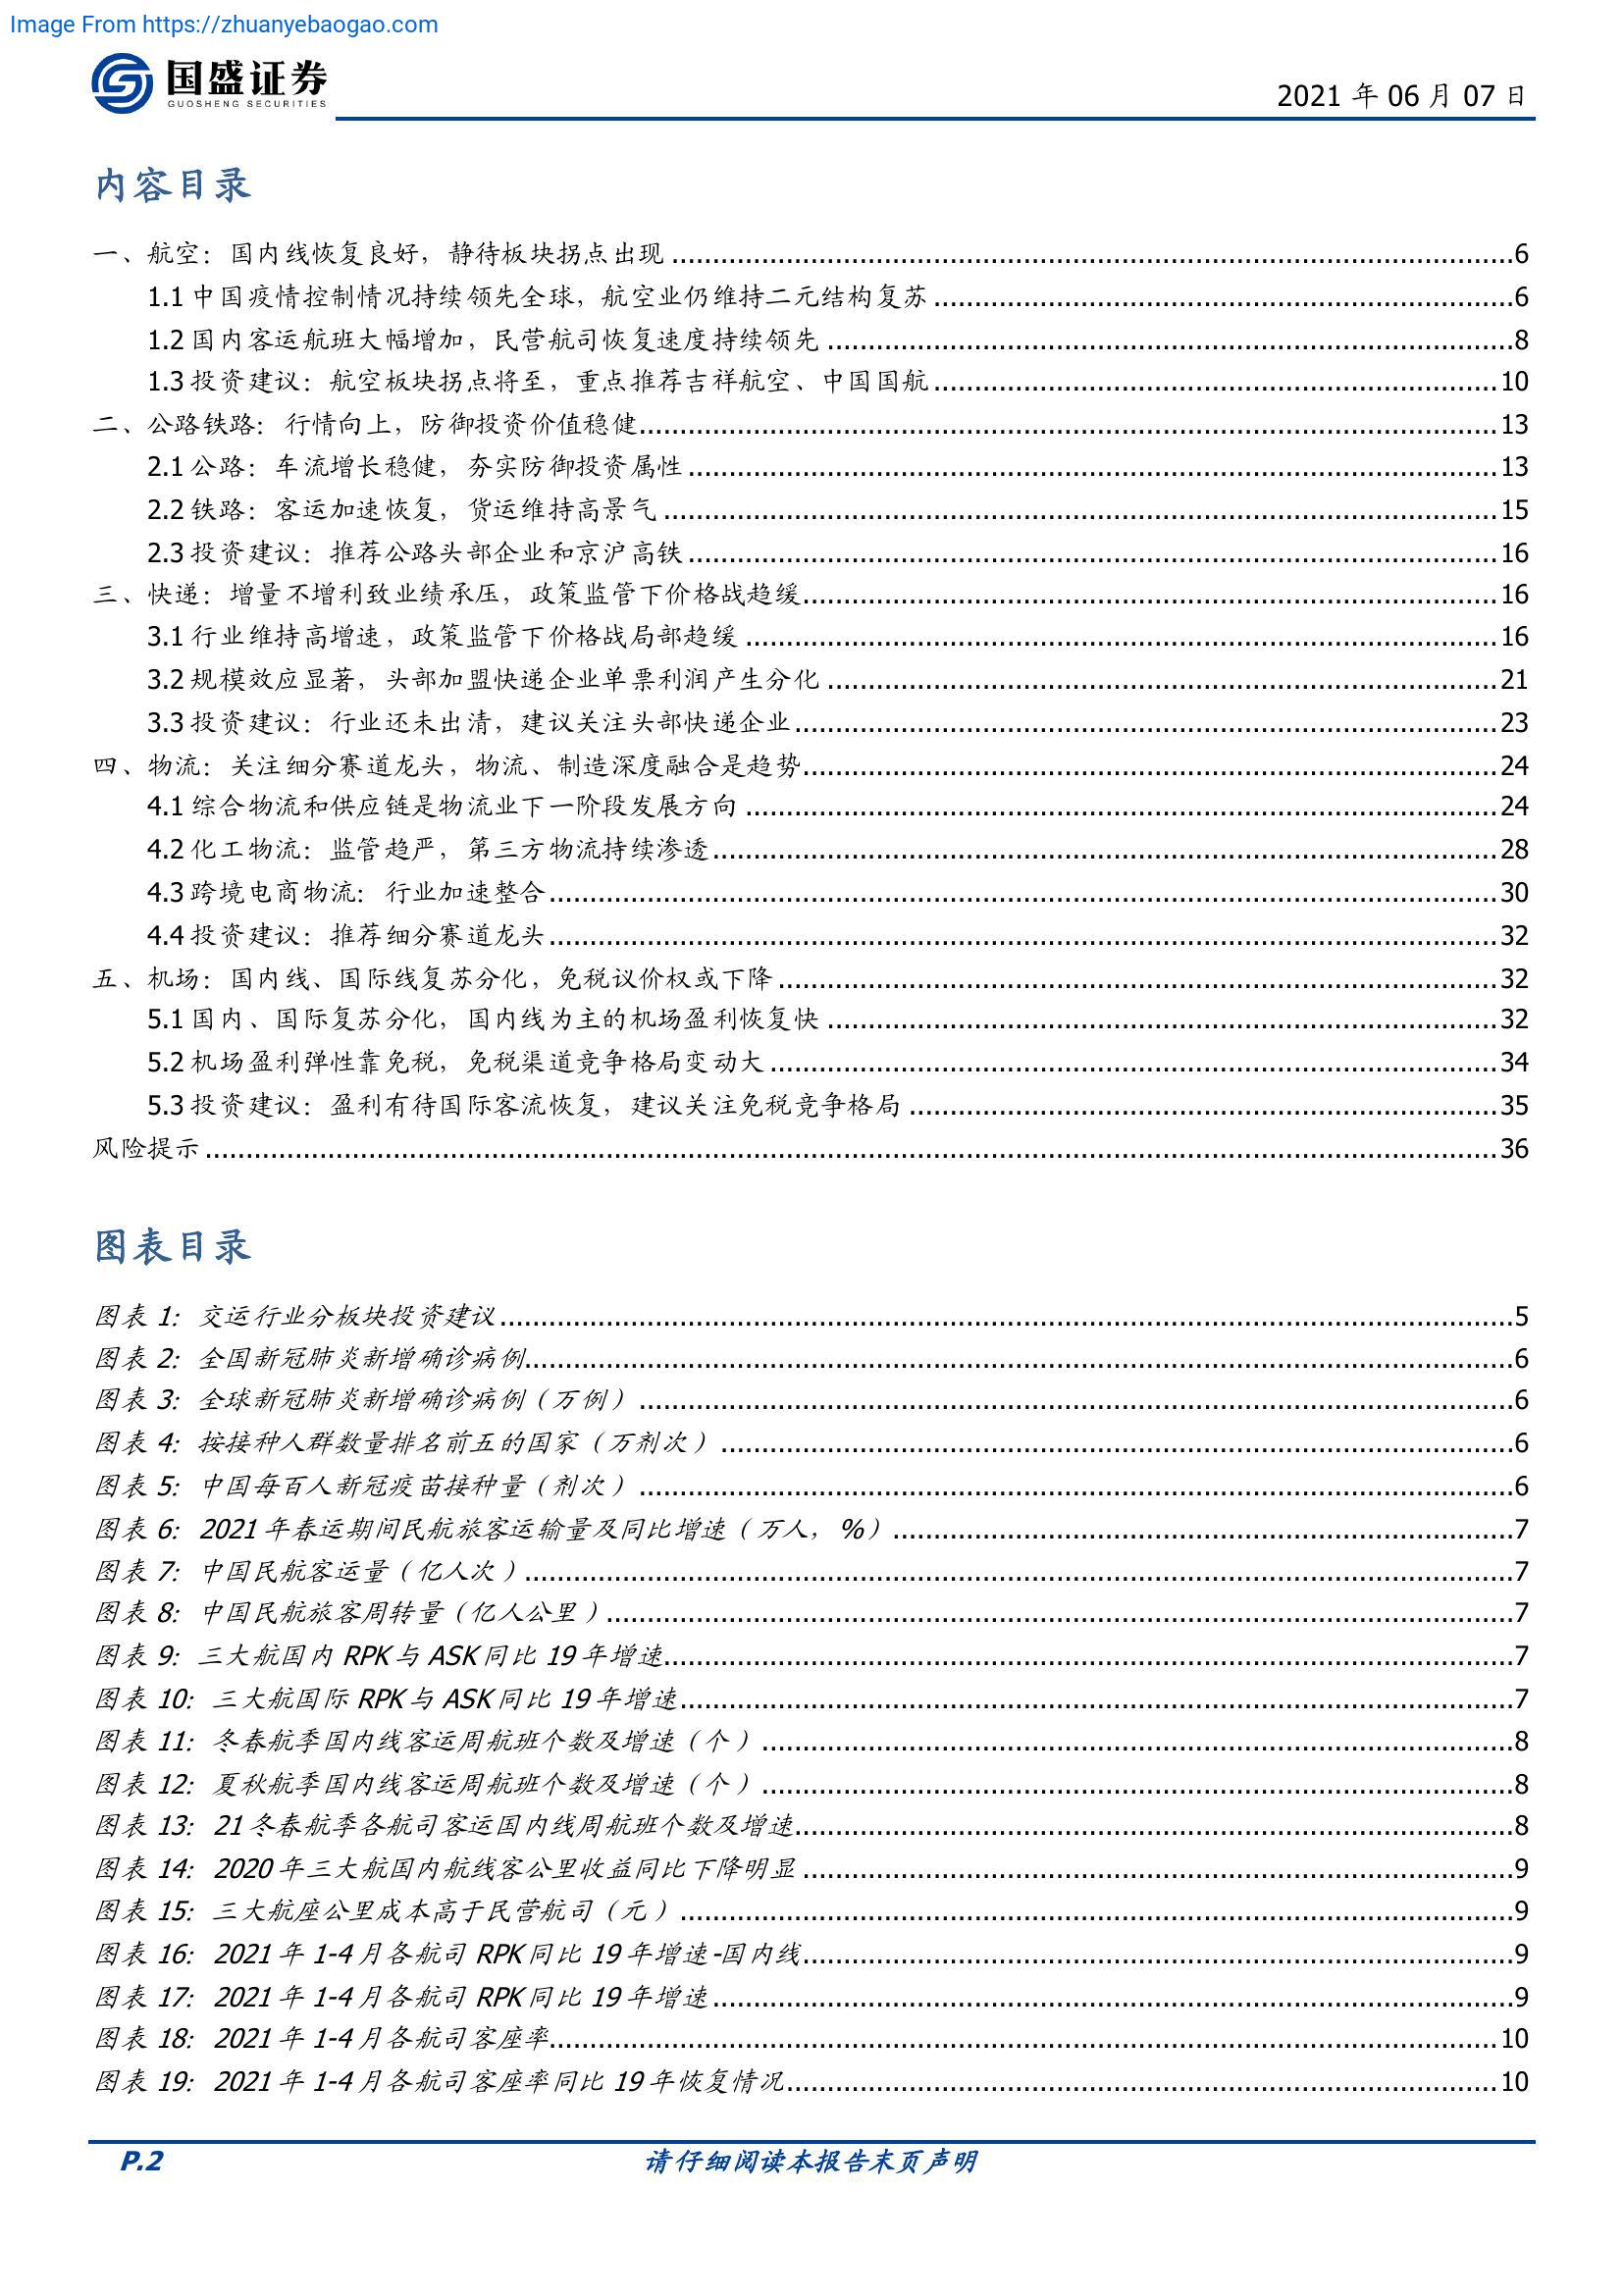 Image From https://zhuanyebaogao.com
国盛证券
GUOSHENG SECURITIES
2021 年 06 月 07 日
内容目录
一、航空：国内线恢复良好，静待板块拐点出现 ........ 6
1.1 中国疫情控制情况持续领先全球，航空业仍维持二元结构复苏 ........ 6
1.2 国内客运航班大幅增加，民营航司恢复速度持续领先 ........ 8
1.3 投资建议：航空板块拐点将至，重点推荐吉祥航空、中国国航 ........ 10
二、公路铁路：行情向上，防御投资价值稳健 ........ 13
2.1 公路：车流增长稳健，夯实防御投资属性 ........ 13
2.2 铁路：客运加速恢复，货运维持高景气 ........ 15
2.3 投资建议：推荐公路头部企业和京沪高铁 ........ 16
三、快递：增量不增利致业绩承压，政策监管下价格战趋缓 ........ 16
3.1 行业维持高增速，政策监管下价格战局部趋缓 ........ 16
3.2 规模效应显著，头部加盟快递企业单票利润产生分化 ........ 21
3.3 投资建议：行业还未出清，建议关注头部快递企业 ........ 23
四、物流：关注细分赛道龙头，物流、制造深度融合是趋势 ........ 24
4.1 综合物流和供应链是物流业下一阶段发展方向 ........ 24
4.2 化工物流：监管趋严，第三方物流持续渗透 ........ 28
4.3 跨境电商物流：行业加速整合 ........ 30
4.4 投资建议：推荐细分赛道龙头 ........ 32
五、机场：国内线、国际线复苏分化，免税议价权或下降 ........ 32
5.1 国内、国际复苏分化，国内线为主的机场盈利恢复快 ........ 32
5.2 机场盈利弹性靠免税，免税渠道竞争格局变动大 ........ 34
5.3 投资建议：盈利有待国际客流恢复，建议关注免税竞争格局 ........ 35
风险提示 ........ 36
图表目录
图表 1: 交运行业分板块投资建议 ........ 5
图表 2: 全国新冠肺炎新增确诊病例 ........ 6
图表 3: 全球新冠肺炎新增确诊病例（万例） ........ 6
图表 4: 按接种人群数量排名前五的国家（万剂次） ........ 6
图表 5: 中国每百人新冠疫苗接种量（剂次） ........ 6
图表 6: 2021 年春运期间民航旅客运输量及同比增速（万人，%） ........ 7
图表 7: 中国民航客运量（亿人次） ........ 7
图表 8: 中国民航旅客周转量（亿人公里） ........ 7
图表 9: 三大航国内 RPK 与 ASK 同比 19 年增速 ........ 7
图表 10: 三大航国际 RPK 与 ASK 同比 19 年增速 ........ 7
图表 11: 冬春航季国内线客运周航班个数及增速（个） ........ 8
图表 12: 夏秋航季国内线客运周航班个数及增速（个） ........ 8
图表 13: 21 冬春航季各航司客运国内线周航班个数及增速 ........ 8
图表 14: 2020 年三大航国内航线客公里收益同比下降明显 ........ 9
图表 15: 三大航座公里成本高于民营航司（元） ........ 9
图表 16: 2021 年 1-4 月各航司 RPK 同比 19 年增速-国内线 ........ 9
图表 17: 2021 年 1-4 月各航司 RPK 同比 19 年增速 ........ 9
图表 18: 2021 年 1-4 月各航司客座率 ........ 10
图表 19: 2021 年 1-4 月各航司客座率同比 19 年恢复情况 ........ 10
P.2
请仔细阅读本报告末页声明